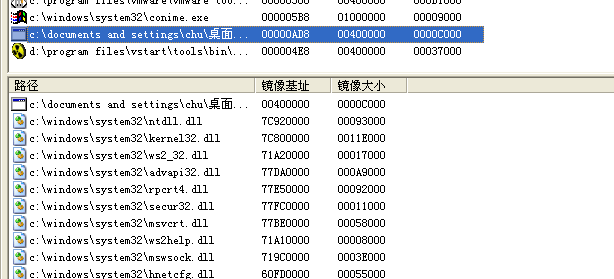 c:\program files\vmware\vmware too... 00000500 00400000 000D1000
c:\windows\system32\conime.exe 000005B8 01000000 00009000
c:\documents and settings\chu\桌面... 00000AD8 00400000 0000C000
d:\program files\vstart\tools\bin\... 000004E8 00400000 00037000
路径 镜像基址 镜像大小
c:\documents and settings\chu\桌面... 00400000 0000C000
c:\windows\system32\ntdll.dll 7C920000 00093000
c:\windows\system32\kernel32.dll 7C800000 0011E000
c:\windows\system32\ws2_32.dll 71A20000 00017000
c:\windows\system32\advapi32.dll 77DA0000 000A9000
c:\windows\system32\rpcrt4.dll 77E50000 00092000
c:\windows\system32\secur32.dll 77FC0000 00011000
c:\windows\system32\msvcrt.dll 77BE0000 00058000
c:\windows\system32\ws2help.dll 71A10000 00008000
c:\windows\system32\mswsock.dll 719C0000 0003E000
c:\windows\system32\hnetcfg.dll 60FD0000 00055000